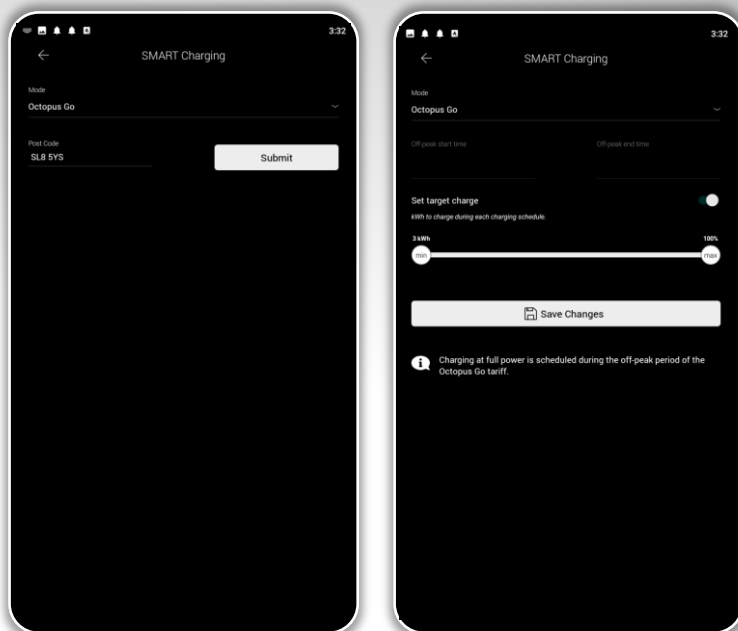 3:32
SMART Charging
Mode
Octopus Go
Post Code
SL8 5YS
Submit
3:32
SMART Charging
Mode
Octopus Go
Off-peak start time
Off-peak end time
Set target charge
kWh to charge during each charging schedule.
3 kWh
100%
min
max
Save Changes
Charging at full power is scheduled during the off-peak period of the
Octopus Go tariff.